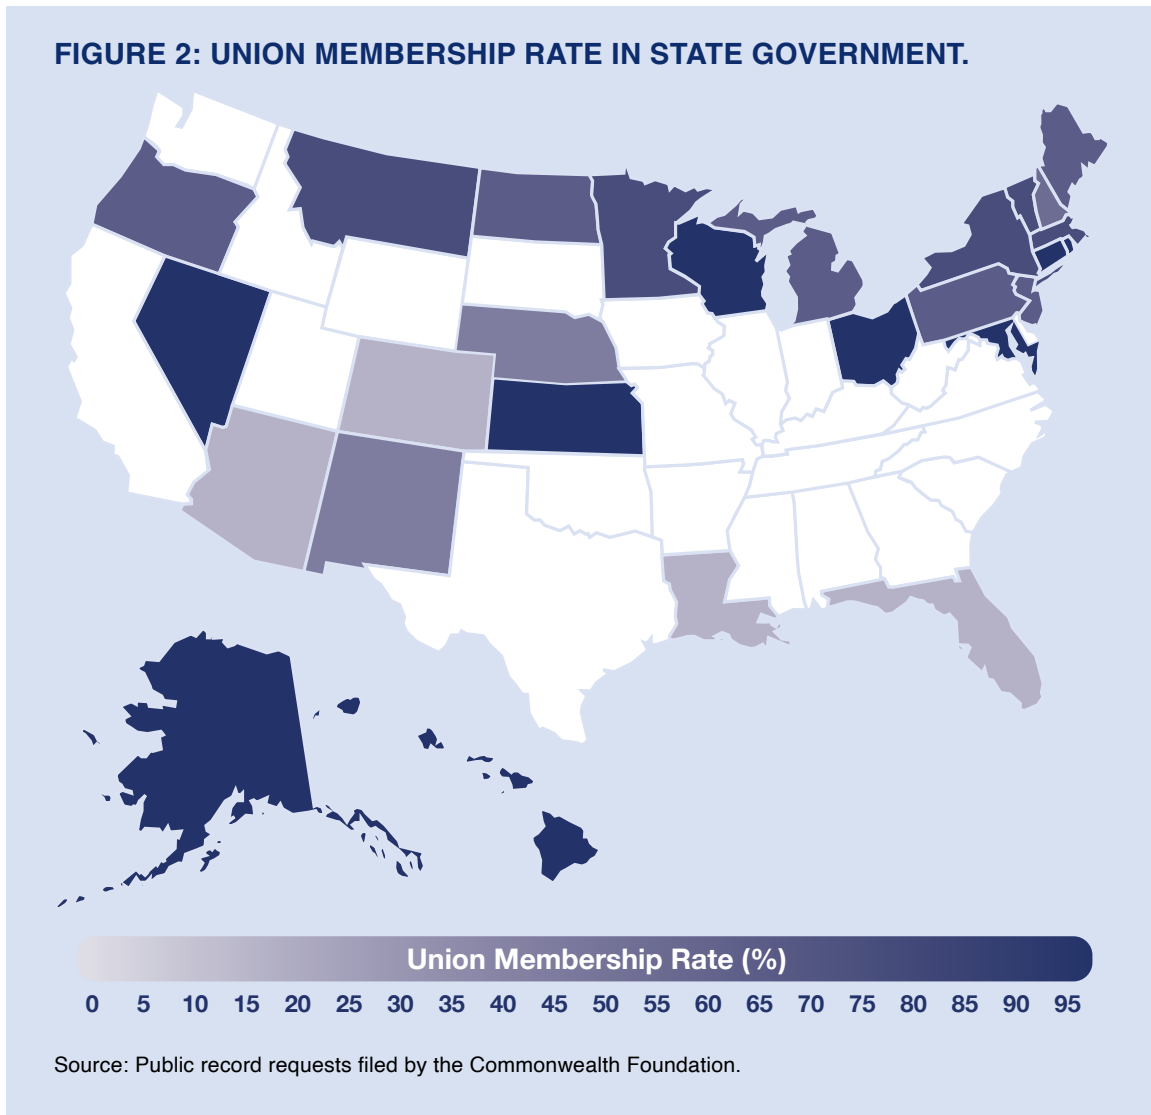 FIGURE 2: UNION MEMBERSHIP RATE IN STATE GOVERNMENT.
Union Membership Rate (%)
0 5 10 15 20 25 30 35 40 45 50 55 60 65 70 75 80 85 90 95
Source: Public record requests filed by the Commonwealth Foundation.